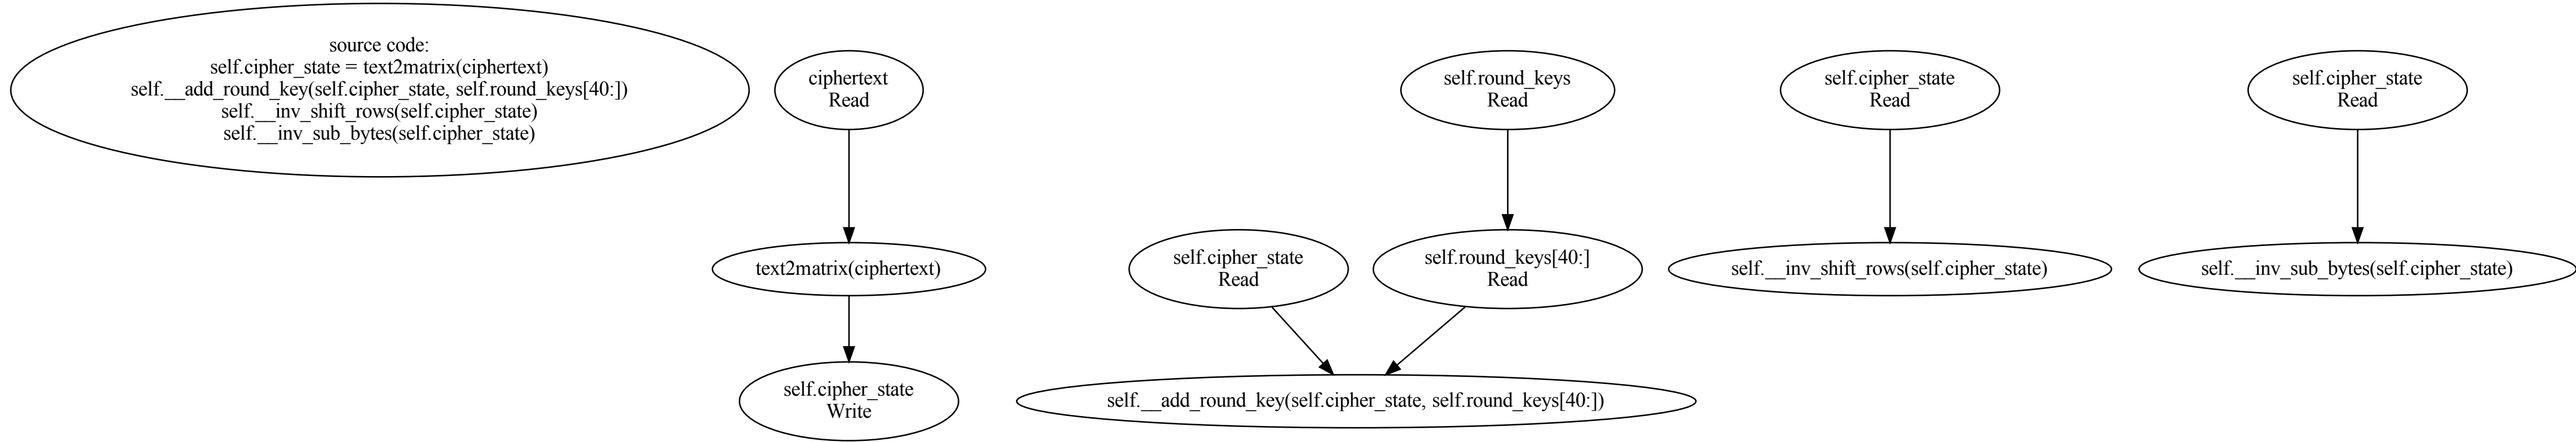 source code:
self.cipher_state = text2matrix(ciphertext)
self.__add_round_key(self.cipher_state, self.round_keys[40:])
self.__inv_shift_rows(self.cipher_state)
self.__inv_sub_bytes(self.cipher_state)
ciphertext
Read
text2matrix(ciphertext)
self.cipher_state
Write
self.round_keys
Read
self.cipher_state
Read
self.round_keys[40:]
Read
self.__add_round_key(self.cipher_state, self.round_keys[40:])
self.cipher_state
Read
self.__inv_shift_rows(self.cipher_state)
self.cipher_state
Read
self.__inv_sub_bytes(self.cipher_state)